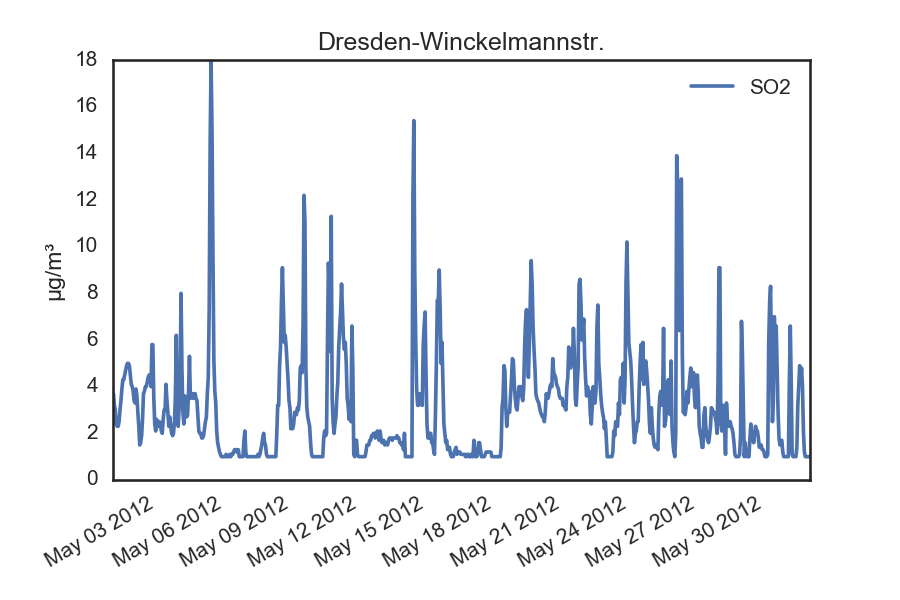 Dresden-Winckelmannstr.
18
16
14
12
10
8
6
4
2
0
µg/m³
SO2
May 03 2012
May 06 2012
May 09 2012
May 12 2012
May 15 2012
May 18 2012
May 21 2012
May 24 2012
May 27 2012
May 30 2012